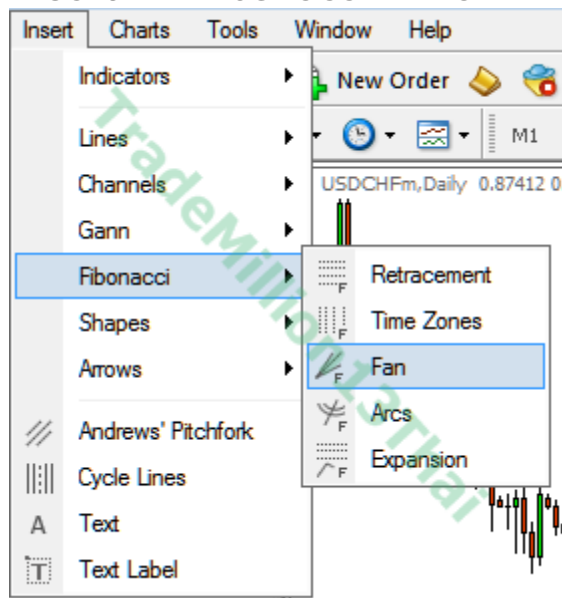 Insert Charts Tools Window Help
Indicators
New Order
Lines
M1
Channels
USDCHFm,Daily 0.87412 0
Gann
Fibonacci
Retracement
Shapes
Time Zones
Arrows
Fan
Arcs
Andrews' Pitchfork
Expansion
Cycle Lines
A Text
T Text Label
TradeMillion13Thai